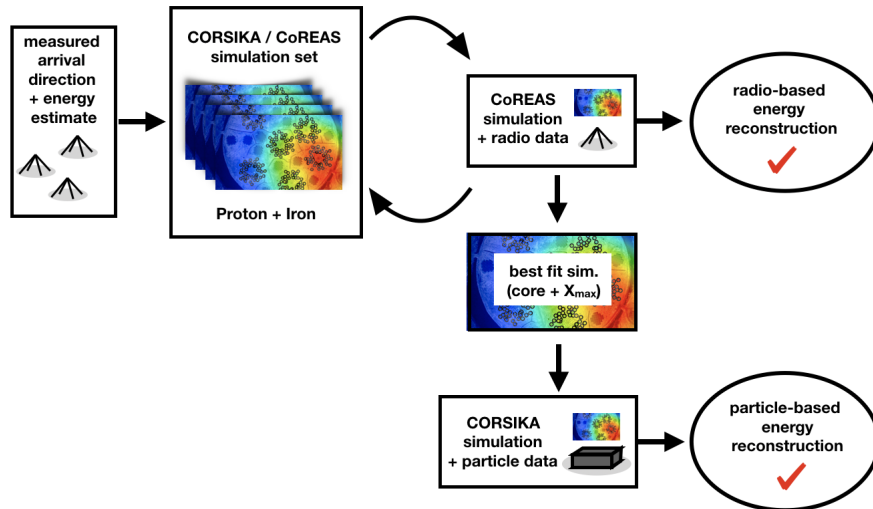 measured
arrival
direction
+ energy
estimate
CORSIKA / CoREAS
simulation set
Proton + Iron
CoREAS
simulation
+ radio data
radio-based
energy
reconstruction
best fit sim.
(core + Xmax)
CORSIKA
simulation
+ particle data
particle-based
energy
reconstruction